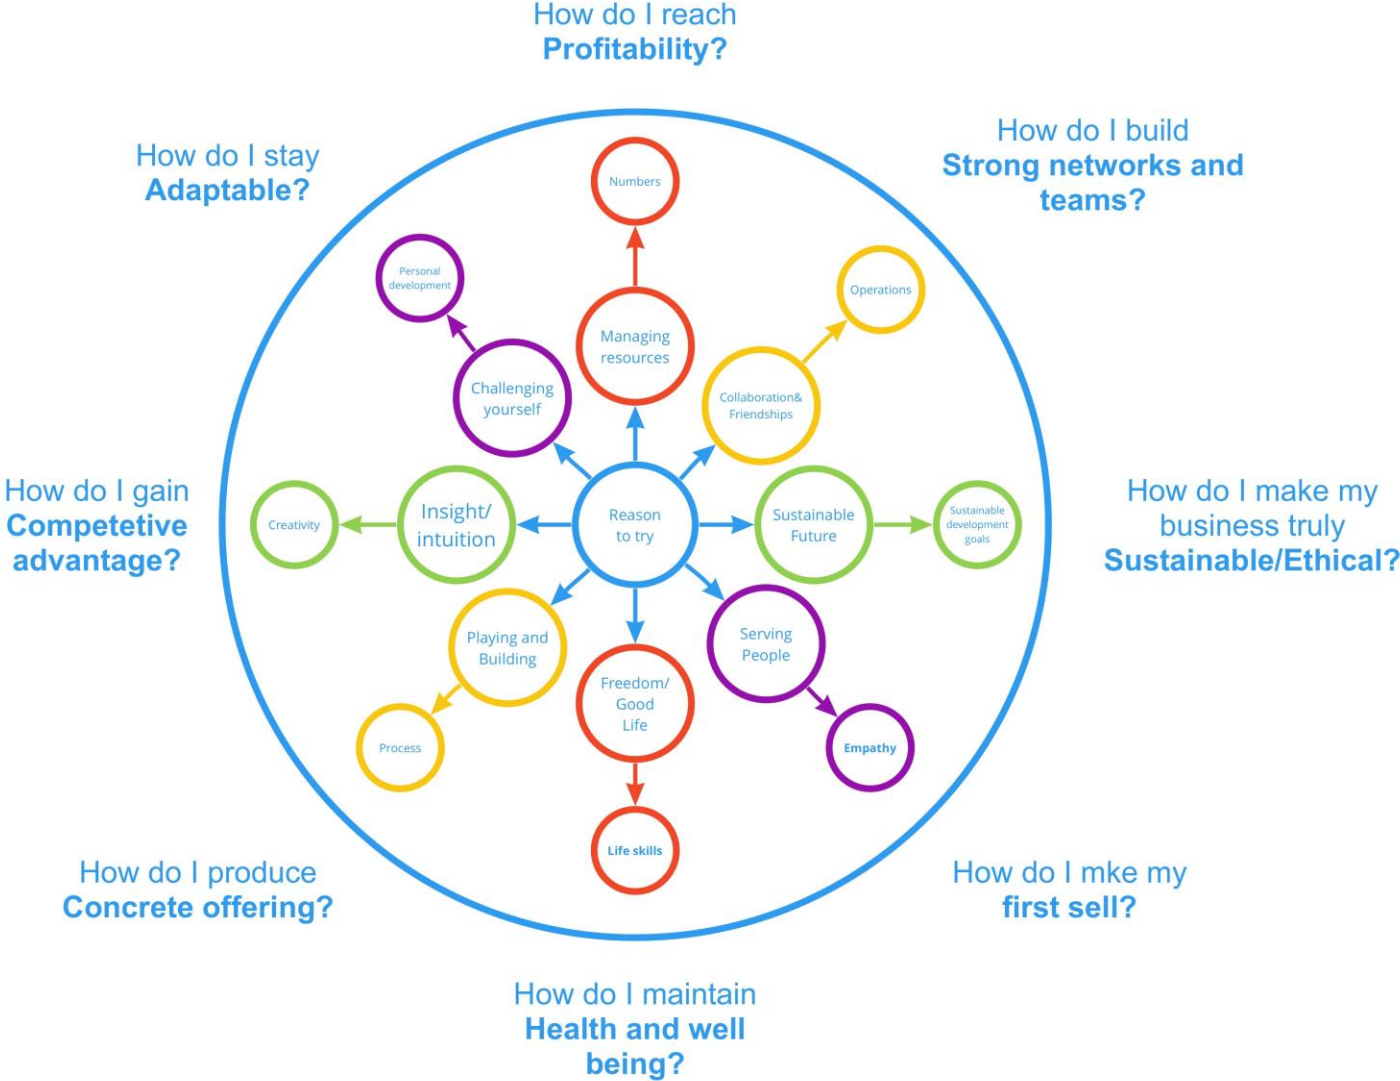 How do I reach
Profitability?
How do I build
Strong networks and
teams?
How do I stay
Adaptable?
Numbers
Personal
development
Operations
Managing
resources
Challenging
yourself
Collaboration&
Friendships
How do I gain
Competetive
advantage?
Creativity
Insight/
intuition
Reason
to try
Sustainable
Future
Sustainable
development
goals
How do I make my
business truly
Sustainable/Ethical?
Playing and
Building
Serving
People
Freedom/
Good
Life
Process
Empathy
Life skills
How do I produce
Concrete offering?
How do I mke my
first sell?
How do I maintain
Health and well
being?